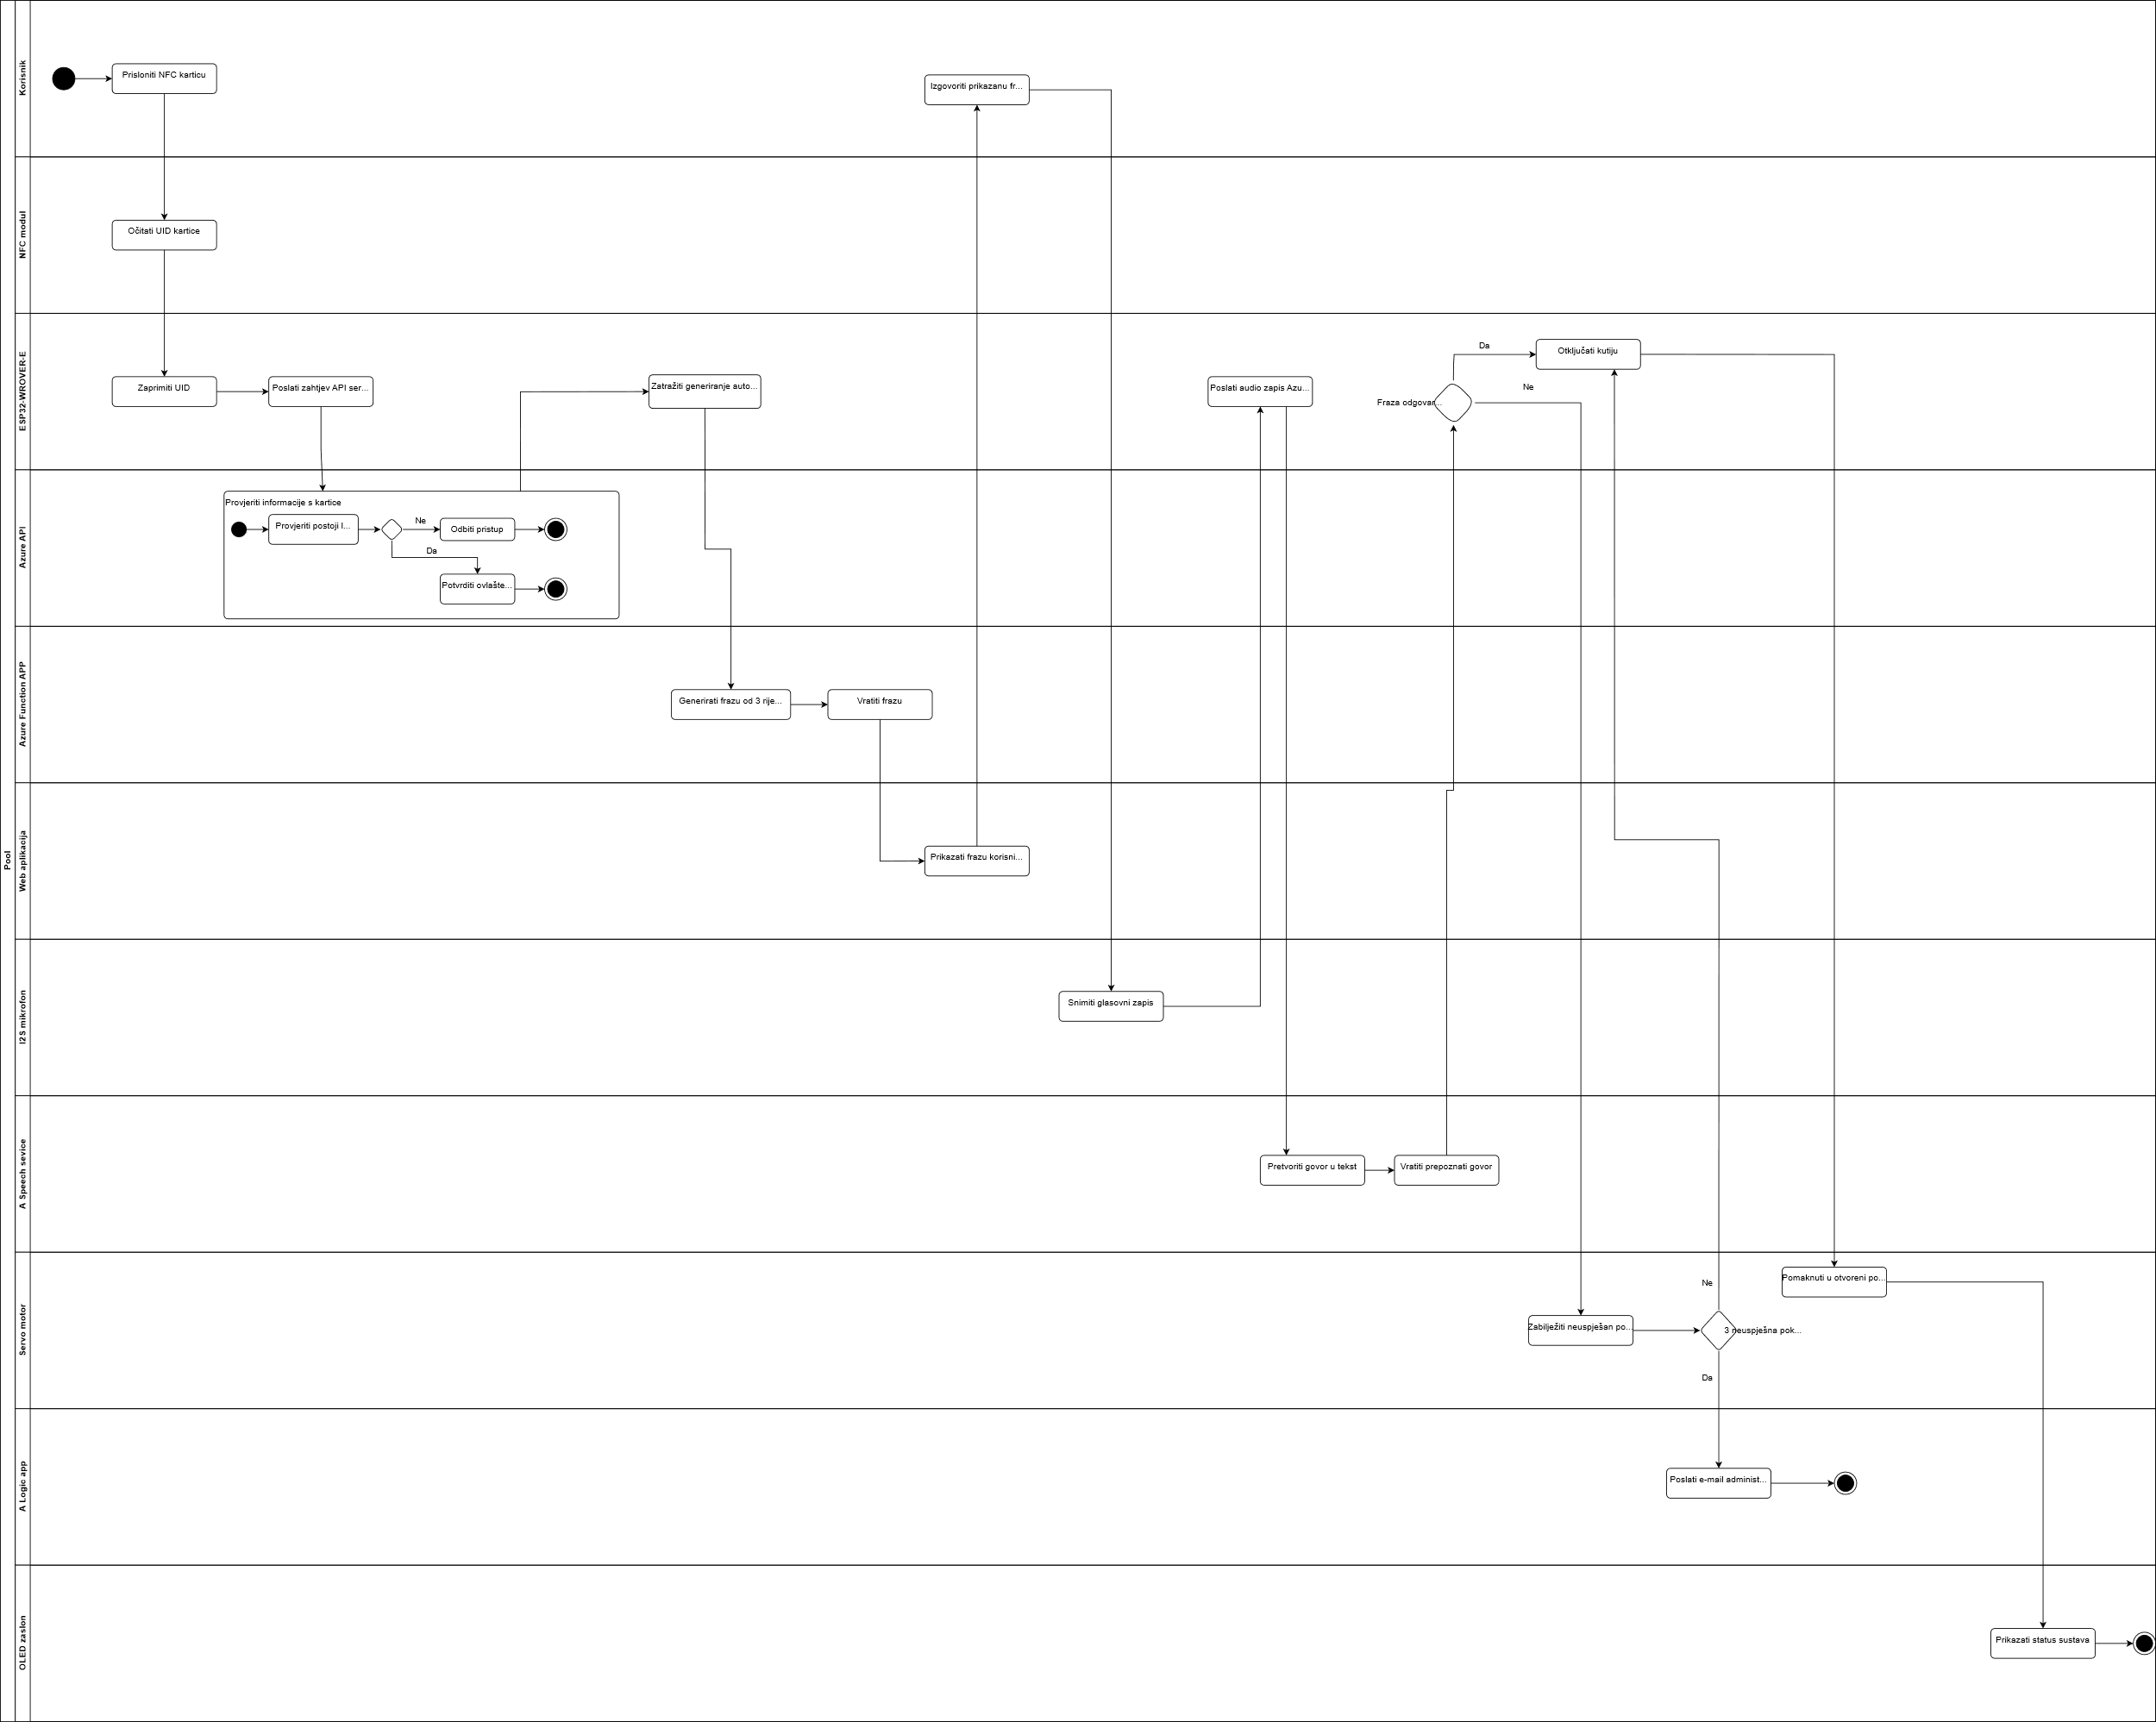 Pool
Korisnik
Prisloniti NFC karticu
Izgovoriti prikazanu fr...
NFC modul
Očitati UID kartice
ESP32-WROVER-E
Zaprimiti UID
Poslati zahtjev API ser...
Zatražiti generiranje auto...
Poslati audio zapis Azu...
Fraza odgovar...
Da
Ne
Otključati kutiju
Azure API
Provjeriti informacije s kartice
Provjeriti postoji l...
Ne
Odbiti pristup
Da
Potvrditi ovlašte...
Azure Function APP
Generirati frazu od 3 rije...
Vratiti frazu
Web aplikacija
Prikazati frazu korisni...
I2S mikrofon
Snimiti glasovni zapis
A Speech sevice
Pretvoriti govor u tekst
Vratiti prepoznati govor
Servo motor
Zabilježiti neuspješan po...
Ne
3 neuspješna pok...
Da
Pomaknuti u otvoreni po...
A Logic app
Poslati e-mail administ...
OLED zaslon
Prikazati status sustava